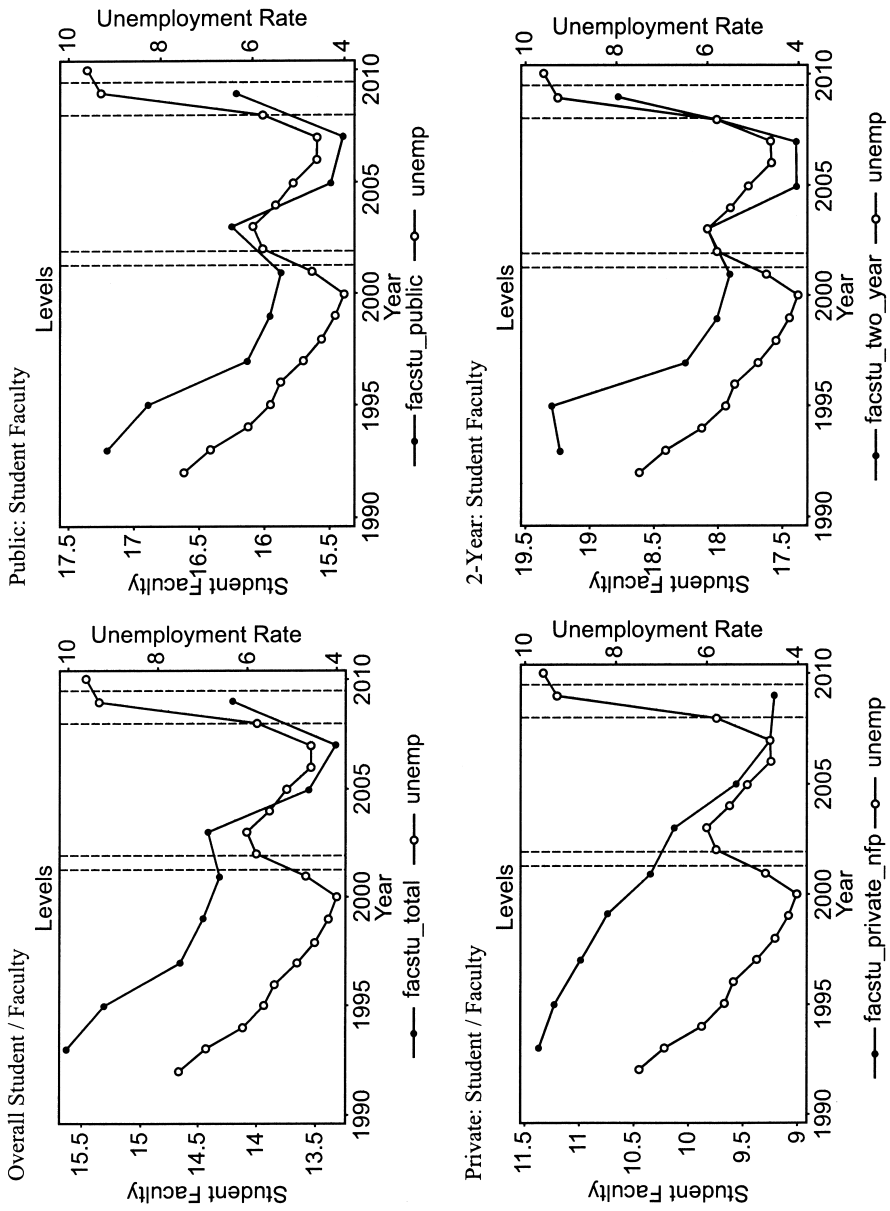 Overall Student / Faculty
Levels
Student Faculty
15.5
15
14.5
14
13.5
Unemployment Rate
10
8
6
4
1990
1995
2000
2005
2010
Year
facstu_total
unemp
Public: Student Faculty
Levels
Student Faculty
17.5
17
16.5
16
15.5
Unemployment Rate
10
8
6
4
1990
1995
2000
2005
2010
Year
facstu_public
unemp
Private: Student / Faculty
Levels
Student Faculty
11.5
11
10.5
10
9.5
9
Unemployment Rate
10
8
6
4
1990
1995
2000
2005
2010
Year
facstu_private_nfp
unemp
2-Year: Student Faculty
Levels
Student Faculty
19.5
19
18.5
18
17.5
Unemployment Rate
10
8
6
4
1990
1995
2000
2005
2010
Year
facstu_two_year
unemp